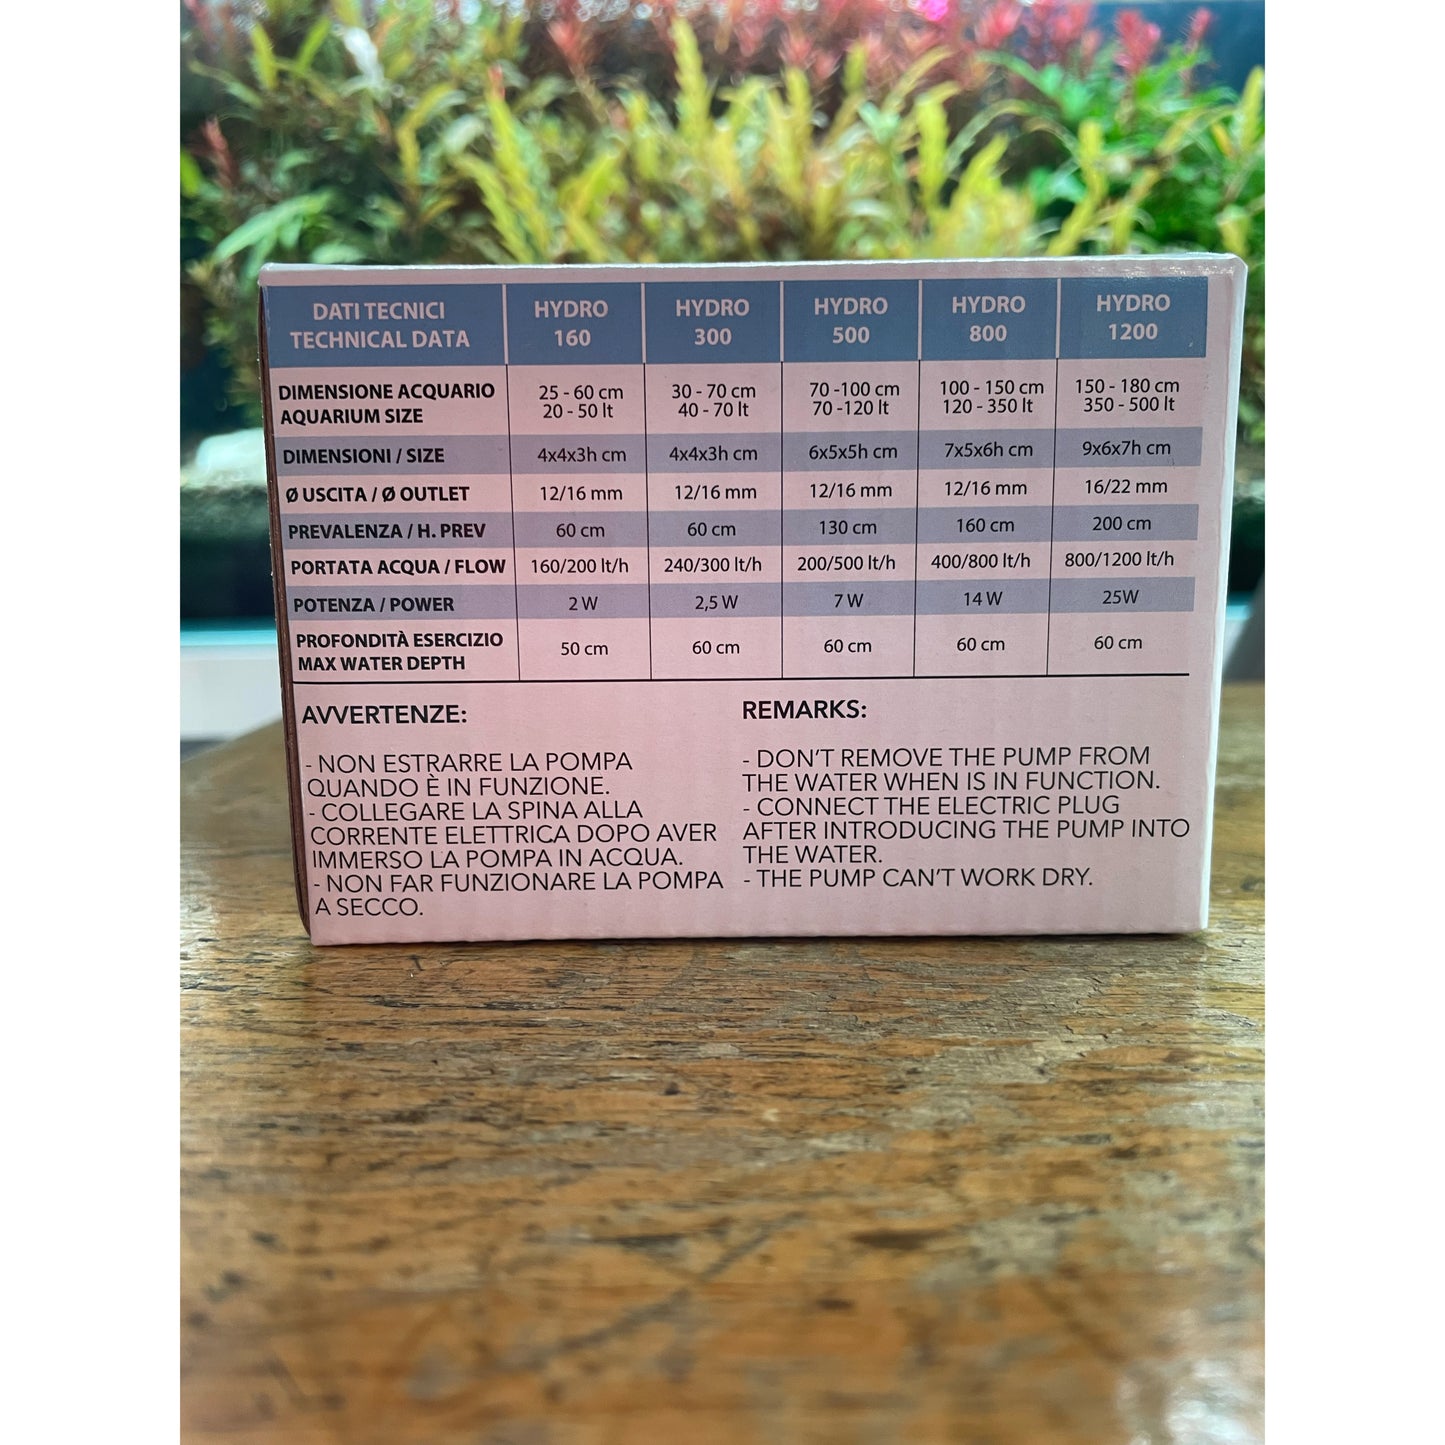 DATI TECNICI
TECHNICAL DATA
HYDRO
160
HYDRO
300
HYDRO
500
HYDRO
800
HYDRO
1200
DIMENSIONE ACQUARIO
AQUARIUM SIZE
25 - 60 cm
20 - 50 lt
30 - 70 cm
40 - 70 lt
70 -100 cm
70 -120 lt
100 - 150 cm
120 - 350 lt
150 - 180 cm
350 - 500 lt
DIMENSIONI / SIZE 4x4x3h cm 4x4x3h cm 6x5x5h cm 7x5x6h cm 9x6x7h cm
Ø USCITA / Ø OUTLET 12/16 mm 12/16 mm 12/16 mm 12/16 mm 16/22 mm
PREVALENZA / H. PREV 60 cm 60 cm 130 cm 160 cm 200 cm
PORTATA ACQUA / FLOW 160/200 lt/h 240/300 lt/h 200/500 lt/h 400/800 lt/h 800/1200 lt/h
POTENZA / POWER 2 W 2,5 W 7 W 14 W 25W
PROFONDITÀ ESERCIZIO
MAX WATER DEPTH
50 cm 60 cm 60 cm 60 cm 60 cm
AVVERTENZE:
- NON ESTRARRE LA POMPA
QUANDO È IN FUNZIONE.
- COLLEGARE LA SPINA ALLA
CORRENTE ELETTRICA DOPO AVER
IMMERSO LA POMPA IN ACQUA.
- NON FAR FUNZIONARE LA POMPA
A SECCO.
REMARKS:
- DON'T REMOVE THE PUMP FROM
THE WATER WHEN IS IN FUNCTION.
- CONNECT THE ELECTRIC PLUG
AFTER INTRODUCING THE PUMP INTO
THE WATER.
- THE PUMP CAN'T WORK DRY.